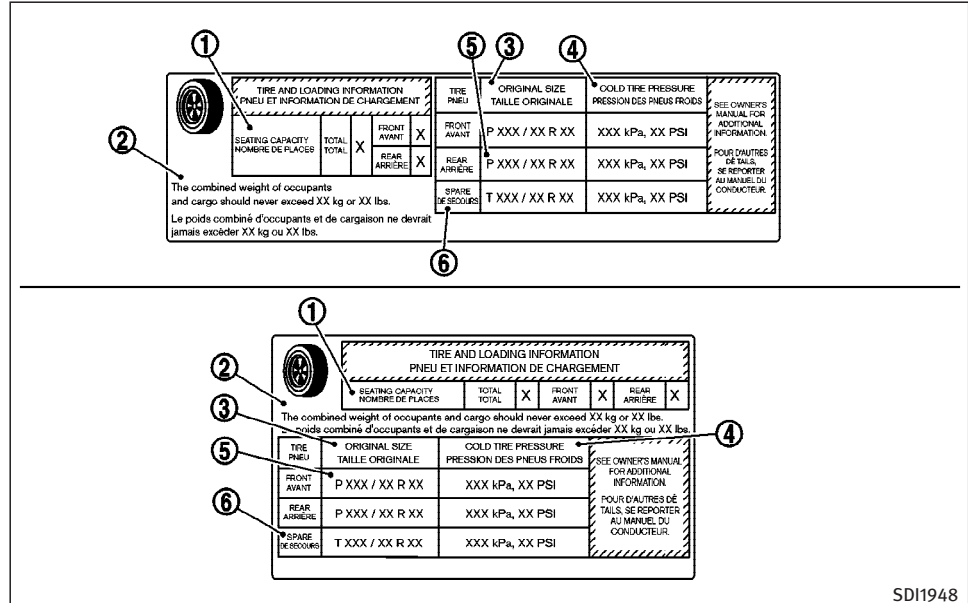 ①
⑤
③
④
②
⑥
TIRE AND LOADING INFORMATION
PNEU ET INFORMATION DE CHARGEMENT
SEATING CAPACITY
NOMBRE DE PLACES
TOTAL
TOTAL
X
FRONT
AVANT
X
REAR
ARRIÈRE
X
The combined weight of occupants
and cargo should never exceed XX kg or XX lbs.
Le poids combiné d'occupants et de cargaison ne devrait
jamais excéder XX kg ou XX lbs.
TIRE
PNEU
ORIGINAL SIZE
TAILLE ORIGINALE
COLD TIRE PRESSURE
PRESSION DES PNEUS FROIDS
FRONT
AVANT
P XXX / XX R XX
XXX kPa, XX PSI
REAR
ARRIÈRE
P XXX / XX R XX
XXX kPa, XX PSI
SPARE
DE SECOURS
T XXX / XX R XX
XXX kPa, XX PSI
SEE OWNER'S
MANUAL FOR
ADDITIONAL
INFORMATION.
POUR D'AUTRES
DÉTAILS,
SE REPORTER
AU MANUEL DU
CONDUCTEUR.
①
②
③
④
⑤
⑥
TIRE AND LOADING INFORMATION
PNEU ET INFORMATION DE CHARGEMENT
SEATING CAPACITY
NOMBRE DE PLACES
TOTAL
TOTAL
X
FRONT
AVANT
X
REAR
ARRIÈRE
X
The combined weight of occupants and cargo should never exceed XX kg or XX lbs.
poids combiné d'occupants et de cargaison ne devrait jamais excéder XX kg ou XX lbs.
TIRE
PNEU
ORIGINAL SIZE
TAILLE ORIGINALE
COLD TIRE PRESSURE
PRESSION DES PNEUS FROIDS
FRONT
AVANT
P XXX / XX R XX
XXX kPa, XX PSI
REAR
ARRIÈRE
P XXX / XX R XX
XXX kPa, XX PSI
SPARE
DE SECOURS
T XXX / XX R XX
XXX kPa, XX PSI
SEE OWNER'S MANUAL
FOR ADDITIONAL
INFORMATION.
POUR D'AUTRES DÉ
TAILS, SE REPORTER
AU MANUEL DU
CONDUCTEUR.
SDI1948